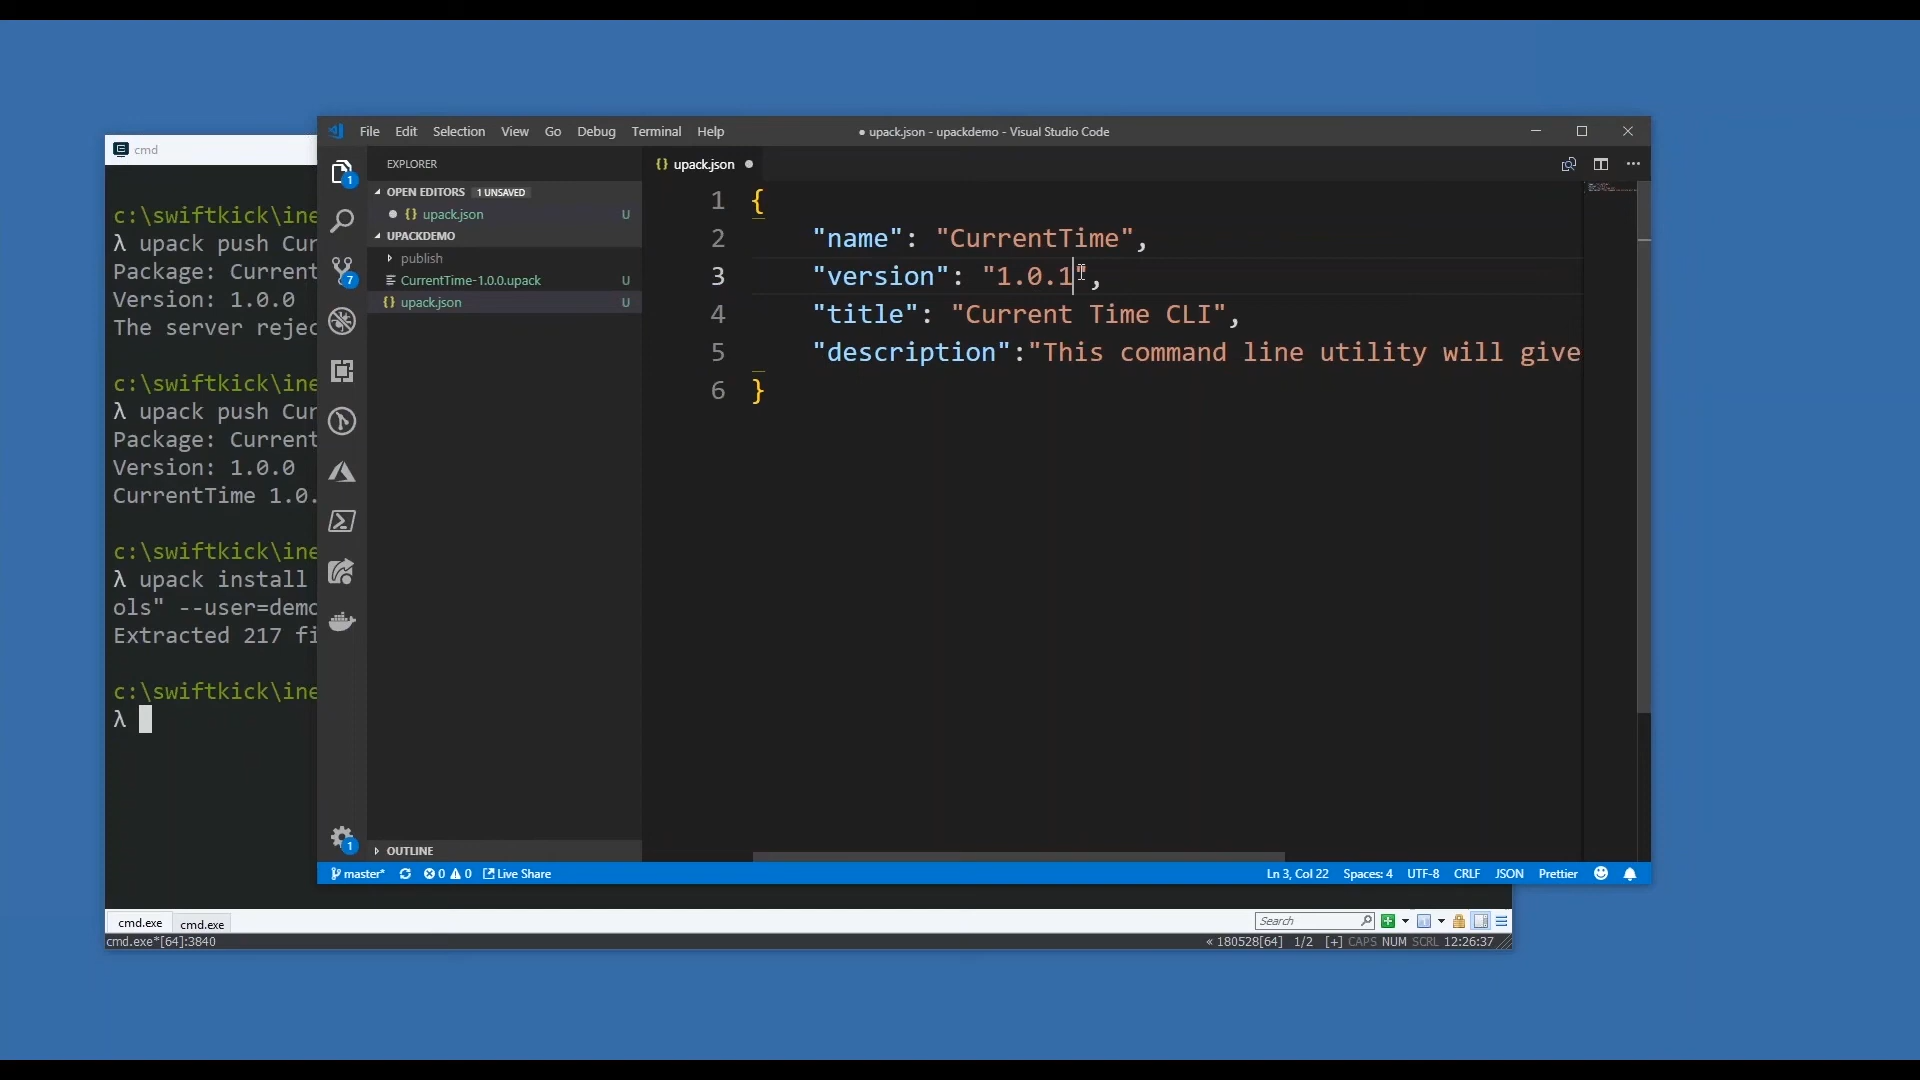 cmd
c:\swiftkick\ine
λ upack push Cur
Package: Current
Version: 1.0.0
The server rejec
c:\swiftkick\ine
λ upack push Cur
Package: Current
Version: 1.0.0
CurrentTime 1.0.
c:\swiftkick\ine
λ upack install
ols" --user=demo
Extracted 217 fi
c:\swiftkick\ine
λ
File Edit Selection View Go Debug Terminal Help
● upack.json - upackdemo - Visual Studio Code
EXPLORER
OPEN EDITORS 1 UNSAVED
{} upack.json U
UPACKDEMO
publish
CurrentTime-1.0.0.upack U
{} upack.json U
OUTLINE
1
7
1
{} upack.json ●
1 {
2 "name": "CurrentTime",
3 "version": "1.0.1",
4 "title": "Current Time CLI",
5 "description":"This command line utility will give
6 }
master* 0 0 Live Share
Ln 3, Col 22 Spaces: 4 UTF-8 CRLF JSON Prettier
cmd.exe cmd.exe
Search
cmd.exe*[64]:3840
« 180528[64] 1/2 [+] CAPS NUM SCRL 12:26:37